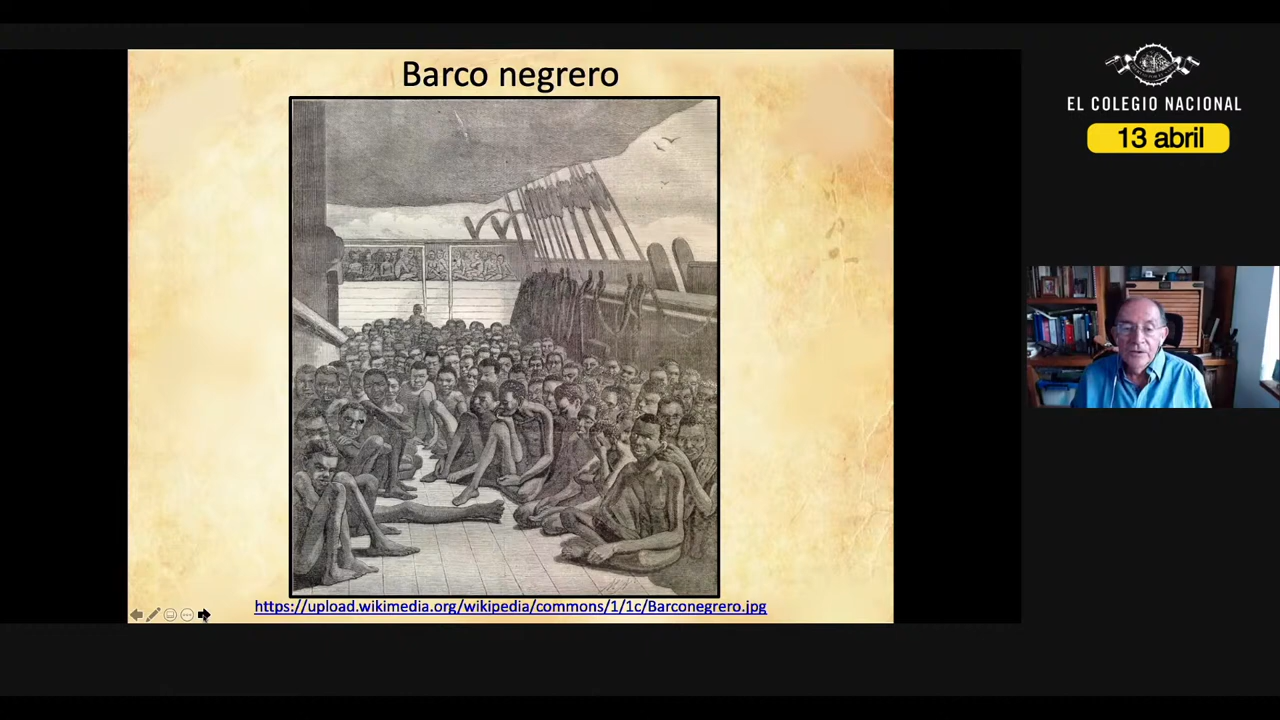 Barco negrero
https://upload.wikimedia.org/wikipedia/commons/1/1c/Barconegrero.jpg
EL COLEGIO NACIONAL
13 abril